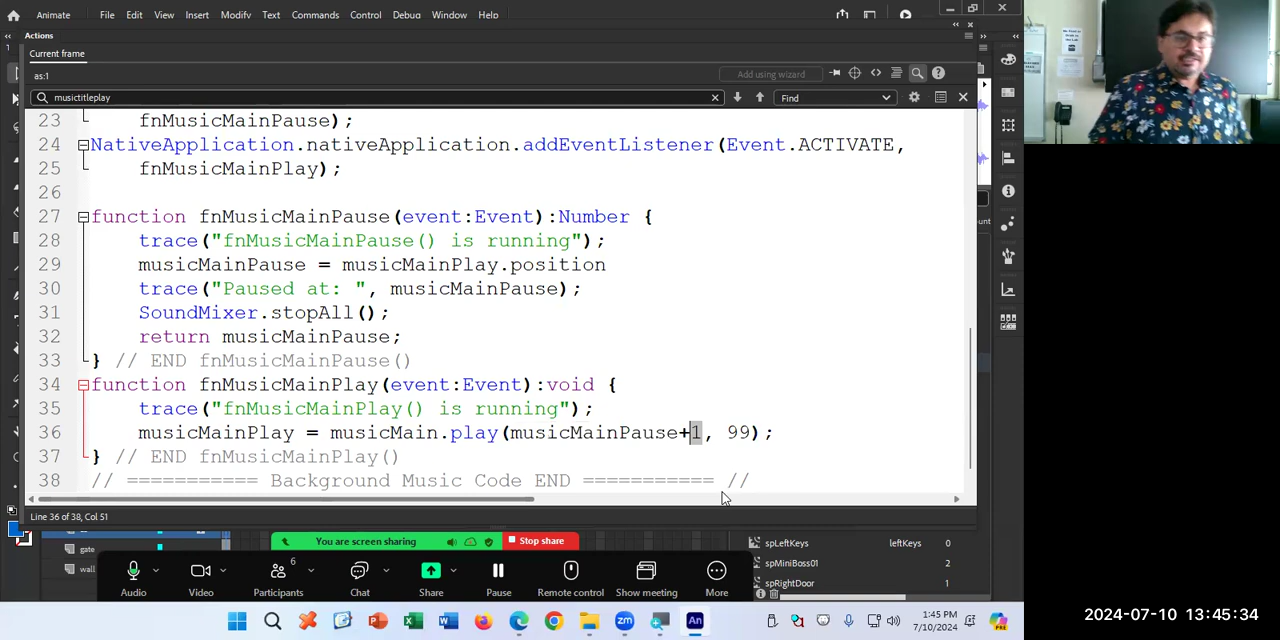 Animate File Edit View Insert Modify Text Commands Control Debug Window Help
Actions
Current frame
as:1
Add using wizard
musictitleplay
Find
23 fnMusicMainPause);
24 NativeApplication.nativeApplication.addEventListener(Event.ACTIVATE,
25 fnMusicMainPlay);
26
27 function fnMusicMainPause(event:Event):Number {
28 trace("fnMusicMainPause() is running");
29 musicMainPause = musicMainPlay.position
30 trace("Paused at: ", musicMainPause);
31 SoundMixer.stopAll();
32 return musicMainPause;
33 } // END fnMusicMainPause()
34 function fnMusicMainPlay(event:Event):void {
35 trace("fnMusicMainPlay() is running");
36 musicMainPlay = musicMain.play(musicMainPause+1, 99);
37 } // END fnMusicMainPlay()
38 // =========== Background Music Code END =========== //
Line 36 of 38, Col 51
You are screen sharing Stop share
gate
wall
spLeftKeys leftKeys 0
spMiniBoss01 2
spRightDoor 1
6
Audio Video Participants Chat Share Pause Remote control Show meeting More
1:45 PM
7/10/2024
2024-07-10 13:45:34